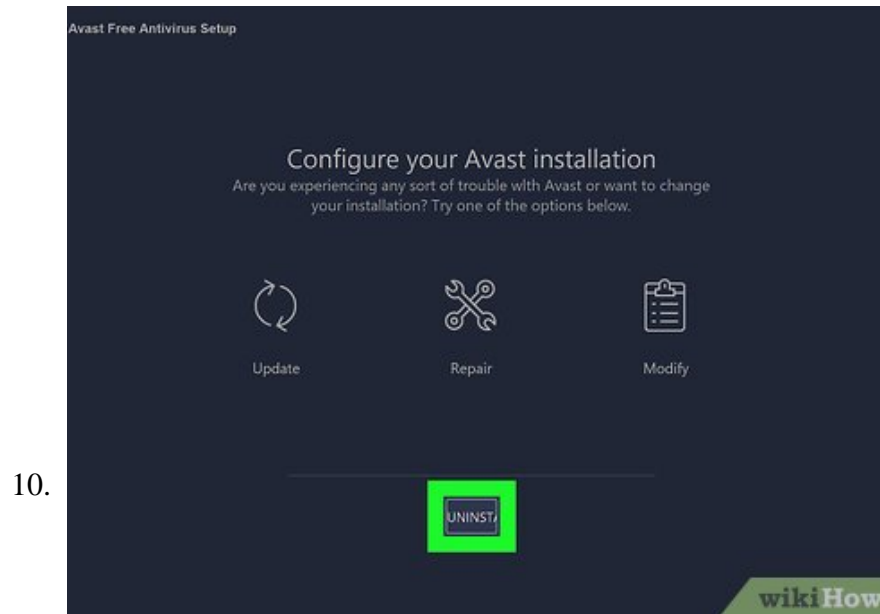 Avast Free Antivirus Setup
Configure your Avast installation
Are you experiencing any sort of trouble with Avast or want to change
your installation? Try one of the options below.
Update Repair Modify
10.
UNINSTA
wikiHow